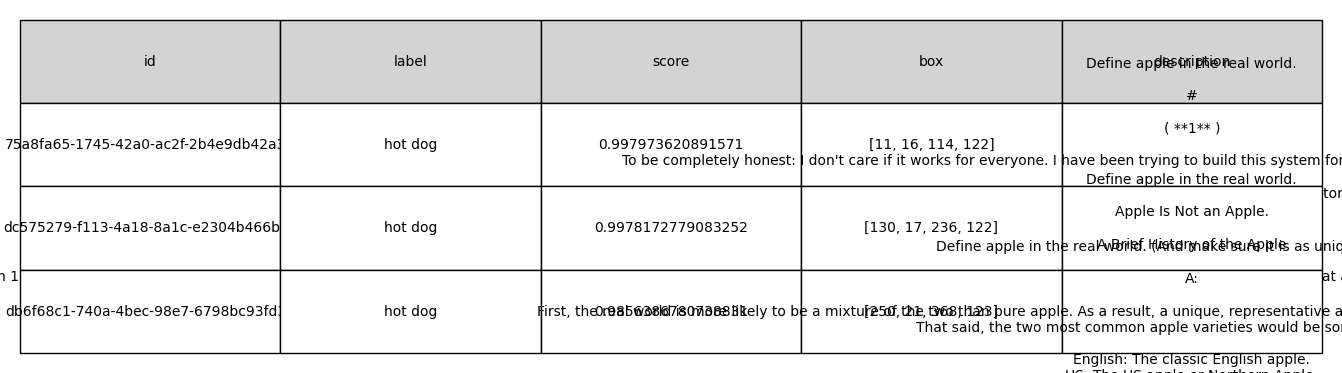 id label score box description
Define apple in the real world.
#
75a8fa65-1745-42a0-ac2f-2b4e9db42a3 hot dog 0.997973620891571 [11, 16, 114, 122] ( **1** )
To be completely honest: I don't care if it works for everyone. I have been trying to build this system for
Define apple in the real world.
Apple Is Not an Apple.
dc575279-f113-4a18-8a1c-e2304b466b hot dog 0.9978172779083252 [130, 17, 236, 122]
A Brief History of the Apple
Define apple in the real world. (And make sure it is as uniq
n 1 at a
A:
db6f68c1-740a-4bec-98e7-6798bc93fd hot dog [250, 21, 368, 123]
First, the real world is more likely to be a mixture of the two than pure apple. As a result, a unique, representative a
That said, the two most common apple varieties would be so
English: The classic English apple.
US: The US apple or Northern Apple